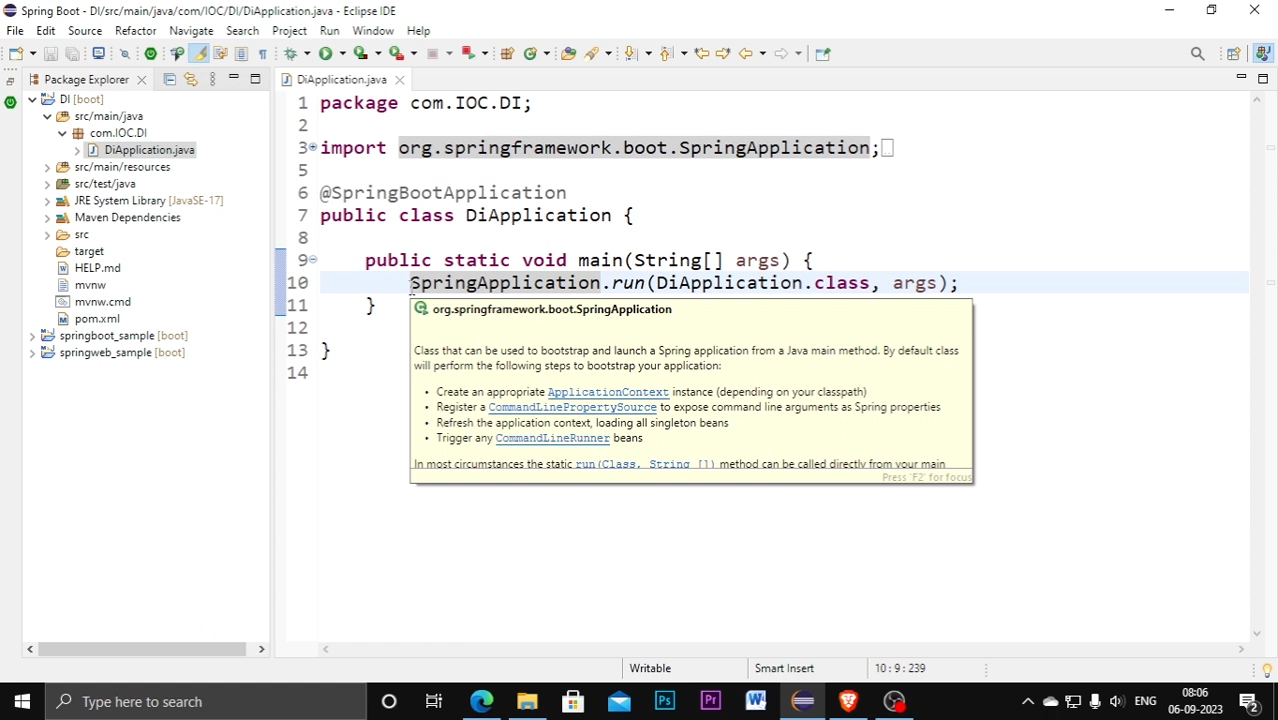 Spring Boot - DI/src/main/java/com/IOC/DI/DiApplication.java - Eclipse IDE
File Edit Source Refactor Navigate Search Project Run Window Help
Package Explorer
DI [boot]
src/main/java
com.IOC.DI
DiApplication.java
src/main/resources
src/test/java
JRE System Library [JavaSE-17]
Maven Dependencies
src
target
HELP.md
mvnw
mvnw.cmd
pom.xml
springboot_sample [boot]
springweb_sample [boot]
DiApplication.java
1 package com.IOC.DI;
2
3 import org.springframework.boot.SpringApplication;
5
6 @SpringBootApplication
7 public class DiApplication {
8
9 public static void main(String[] args) {
10 SpringApplication.run(DiApplication.class, args);
11 }
12
13 }
14
org.springframework.boot.SpringApplication
Class that can be used to bootstrap and launch a Spring application from a Java main method. By default class
will perform the following steps to bootstrap your application:
• Create an appropriate ApplicationContext instance (depending on your classpath)
• Register a CommandLinePropertySource to expose command line arguments as Spring properties
• Refresh the application context, loading all singleton beans
• Trigger any CommandLineRunner beans
In most circumstances the static run(Class, String []) method can be called directly from your main
Press 'F2' for focus
Writable Smart Insert 10 : 9 : 239
Type here to search
Ps Pr W
ENG
08:06
06-09-2023
2